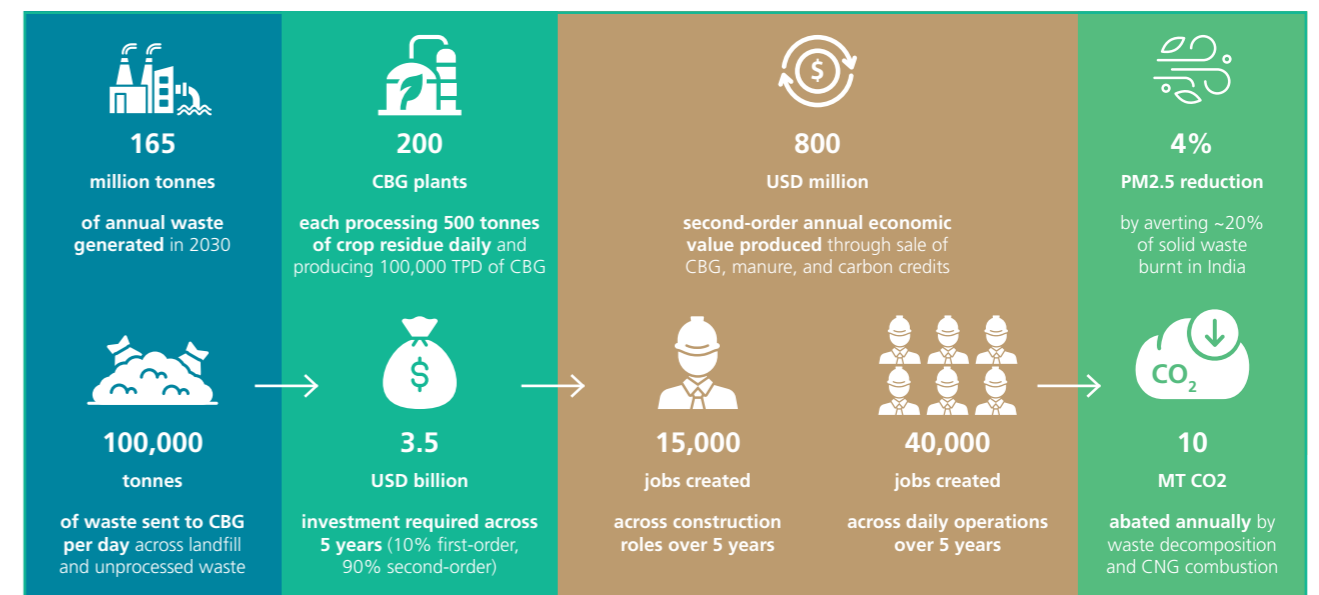 165
million tonnes
of annual waste
generated in 2030
100,000
tonnes
of waste sent to CBG
per day across landfill
and unprocessed waste
200
CBG plants
each processing 500 tonnes
of crop residue daily and
producing 100,000 TPD of CBG
$
3.5
USD billion
investment required across
5 years (10% first-order,
90% second-order)
$
800
USD million
second-order annual economic
value produced through sale of
CBG, manure, and carbon credits
15,000
jobs created
across construction
roles over 5 years
40,000
jobs created
across daily operations
over 5 years
4%
PM2.5 reduction
by averting ~20%
of solid waste
burnt in India
CO2
10
MT CO2
abated annually by
waste decomposition
and CNG combustion